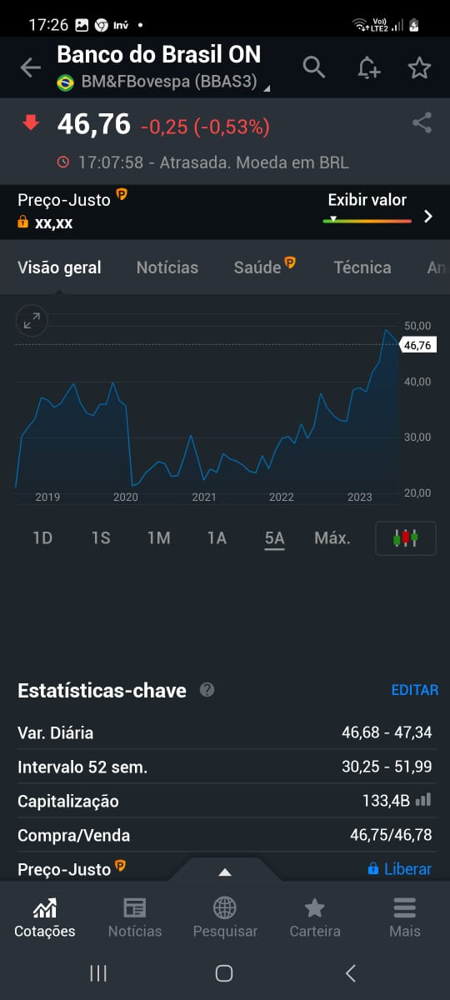 17:26 Inv
Vo))
LTE2
Banco do Brasil ON
BM&FBovespa (BBAS3)
46,76 -0,25 (-0,53%)
17:07:58 - Atrasada. Moeda em BRL
Preço-Justo P
xx,xx
Exibir valor
Visão geral Notícias Saúde P Técnica An
50,00
46,76
40,00
30,00
20,00
2019 2020 2021 2022 2023
1D 1S 1M 1A 5A Máx.
Estatísticas-chave ? EDITAR
Var. Diária 46,68 - 47,34
Intervalo 52 sem. 30,25 - 51,99
Capitalização 133,4B
Compra/Venda 46,75/46,78
Preço-Justo P Liberar
Cotações Notícias Pesquisar Carteira Mais